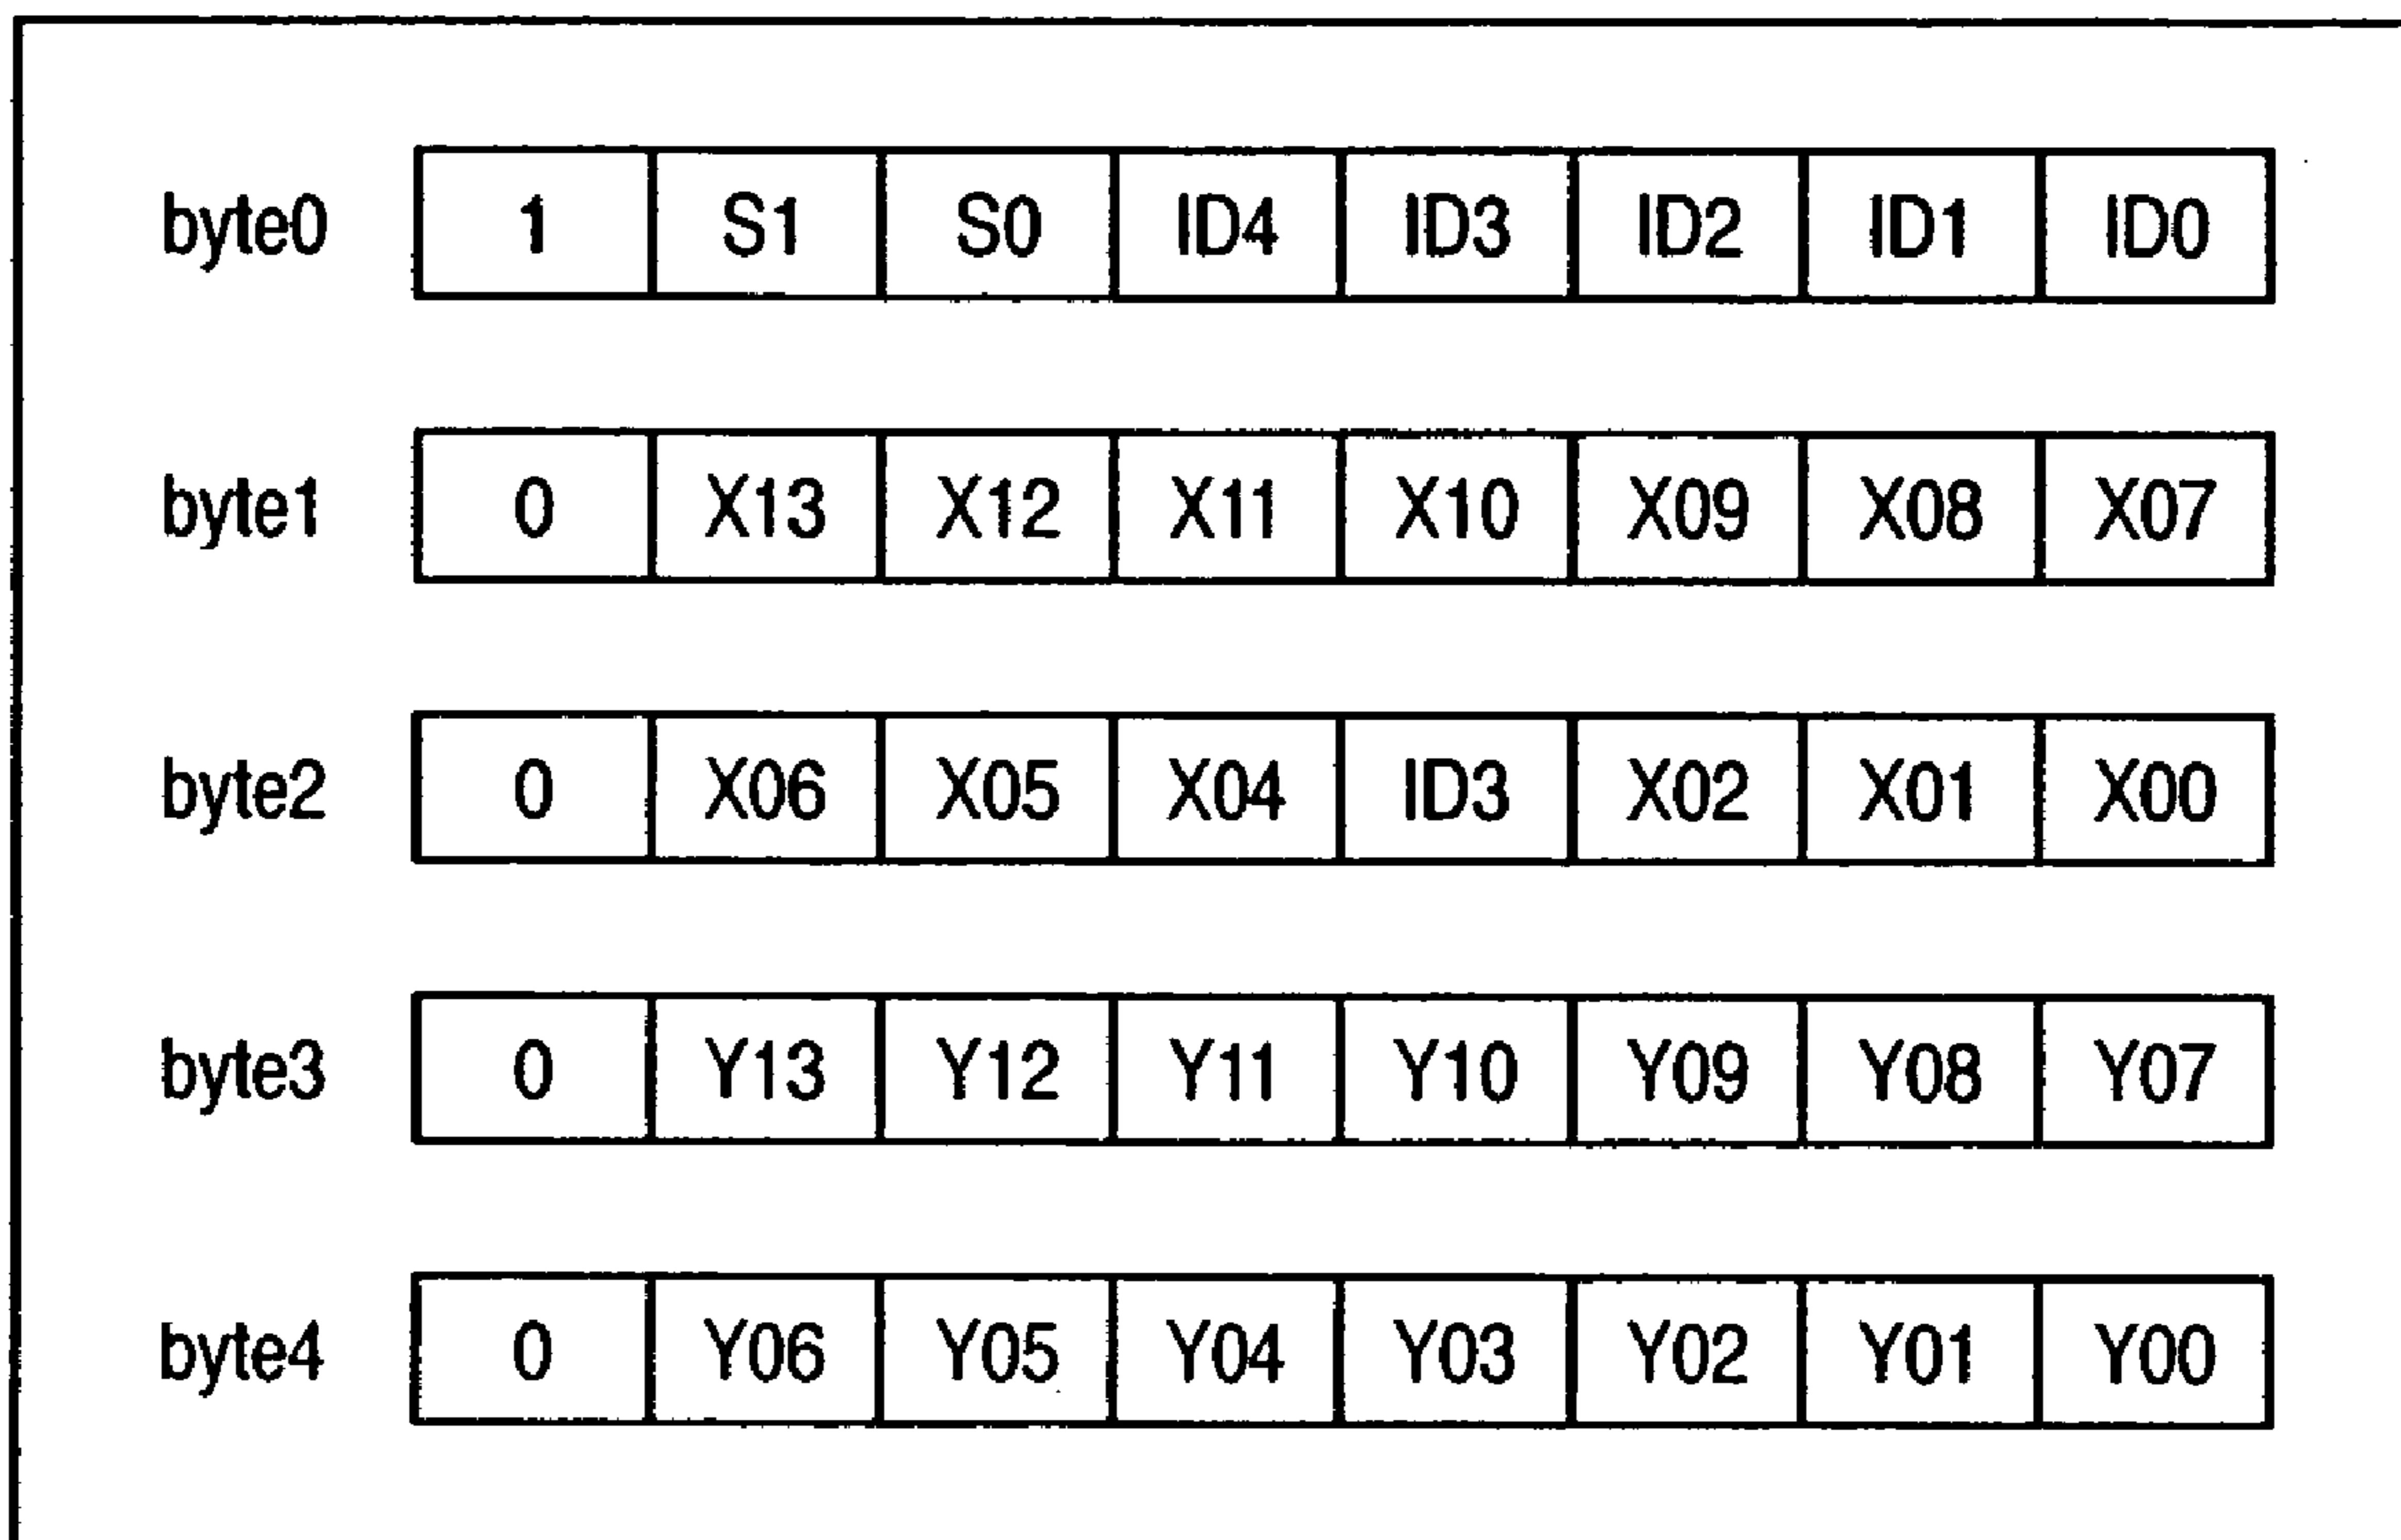 byte0 1 S1 S0 ID4 ID3 ID2 ID1 ID0
byte1 0 X13 X12 X11 X10 X09 X08 X07
byte2 0 X06 X05 X04 ID3 X02 X01 X00
byte3 0 Y13 Y12 Y11 Y10 Y09 Y08 Y07
byte4 0 Y06 Y05 Y04 Y03 Y02 Y01 Y00